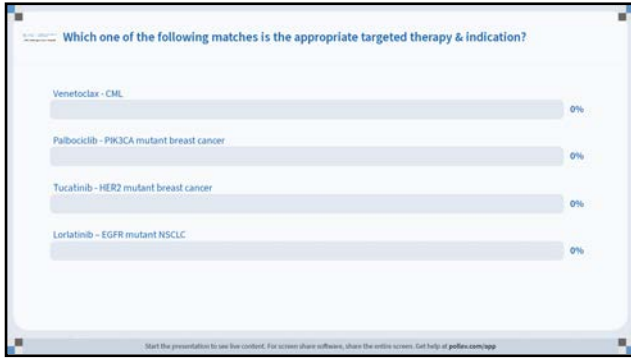 Which one of the following matches is the appropriate targeted therapy & indication?
Venetoclax - CML
0%
Palbociclib - PIK3CA mutant breast cancer
0%
Tucatinib - HER2 mutant breast cancer
0%
Lorlatinib – EGFR mutant NSCLC
0%
Start the presentation to see live content. For screen share software, share the entire screen. Get help at pollev.com/app